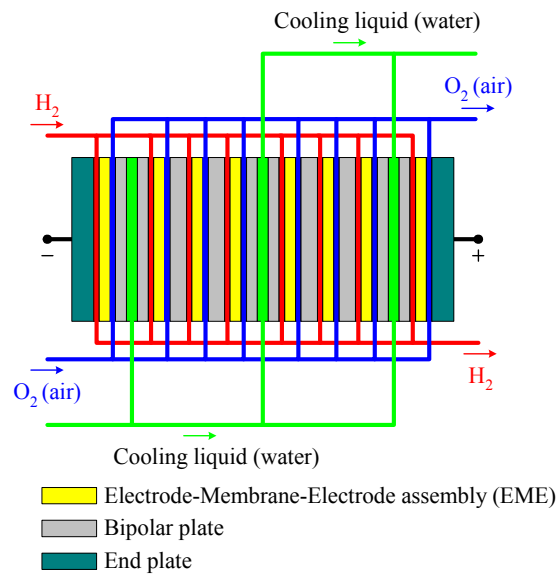 Cooling liquid (water)
O2 (air)
H2
−
+
O2 (air)
H2
Cooling liquid (water)
Electrode-Membrane-Electrode assembly (EME)
Bipolar plate
End plate